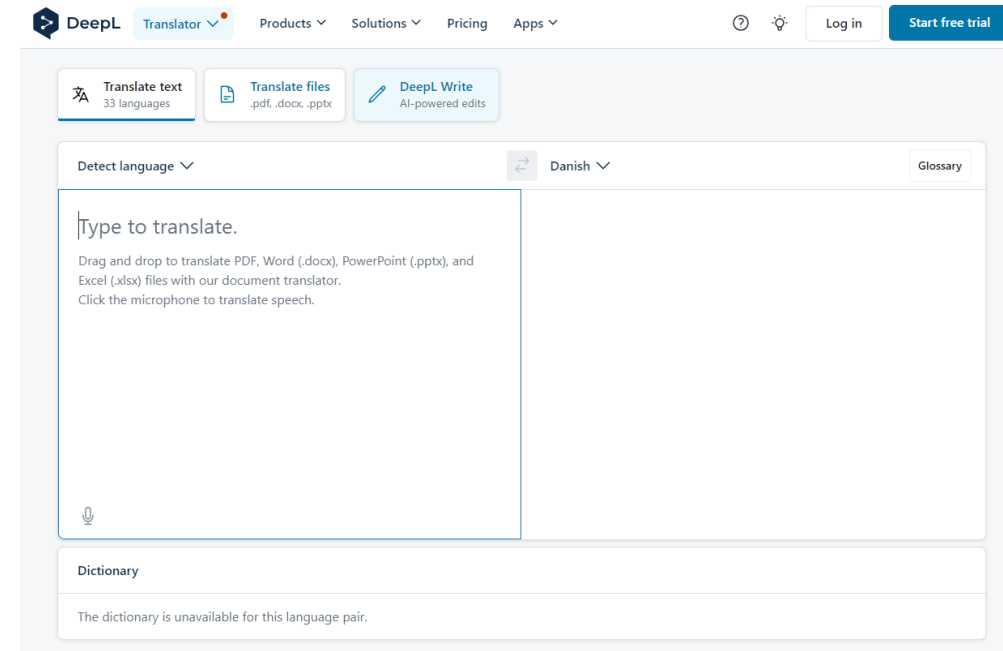 DeepL Translator Products Solutions Pricing Apps Log in Start free trial
Translate text
33 languages
Translate files
.pdf, .docx, .pptx
DeepL Write
AI-powered edits
Detect language Danish Glossary
Type to translate.
Drag and drop to translate PDF, Word (.docx), PowerPoint (.pptx), and
Excel (.xlsx) files with our document translator.
Click the microphone to translate speech.
Dictionary
The dictionary is unavailable for this language pair.